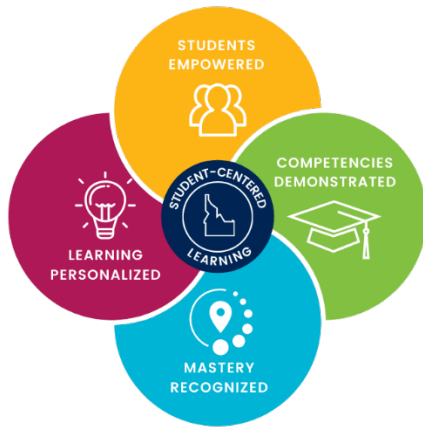 STUDENTS
EMPOWERED
COMPETENCIES
DEMONSTRATED
STUDENT-CENTERED
LEARNING
LEARNING
PERSONALIZED
MASTERY
RECOGNIZED